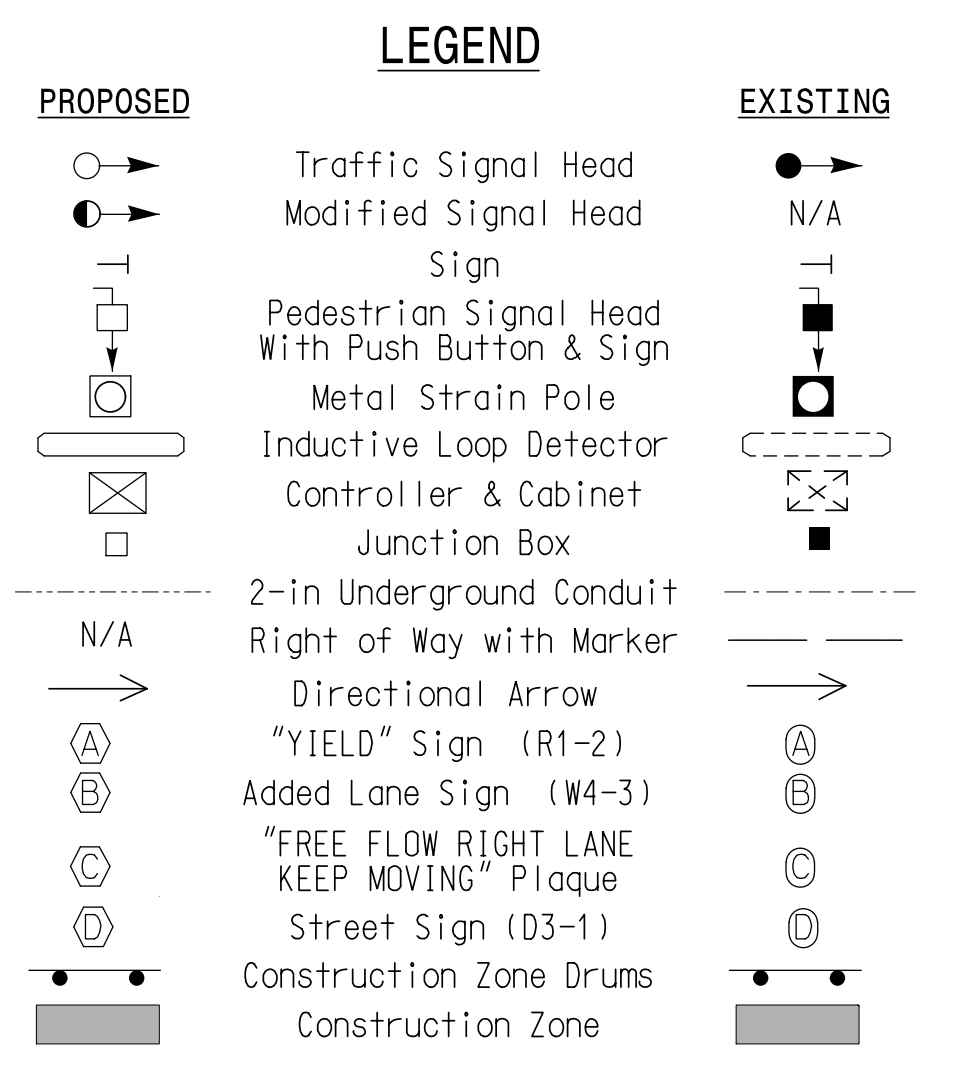 LEGEND
PROPOSED EXISTING
Traffic Signal Head
Modified Signal Head N/A
Sign
Pedestrian Signal Head
With Push Button & Sign
Metal Strain Pole
Inductive Loop Detector
Controller & Cabinet
Junction Box
2-in Underground Conduit
N/A Right of Way with Marker
Directional Arrow
A "YIELD" Sign (R1-2) A
B Added Lane Sign (W4-3) B
"FREE FLOW RIGHT LANE
C KEEP MOVING" Plaque C
D Street Sign (D3-1) D
Construction Zone Drums
Construction Zone